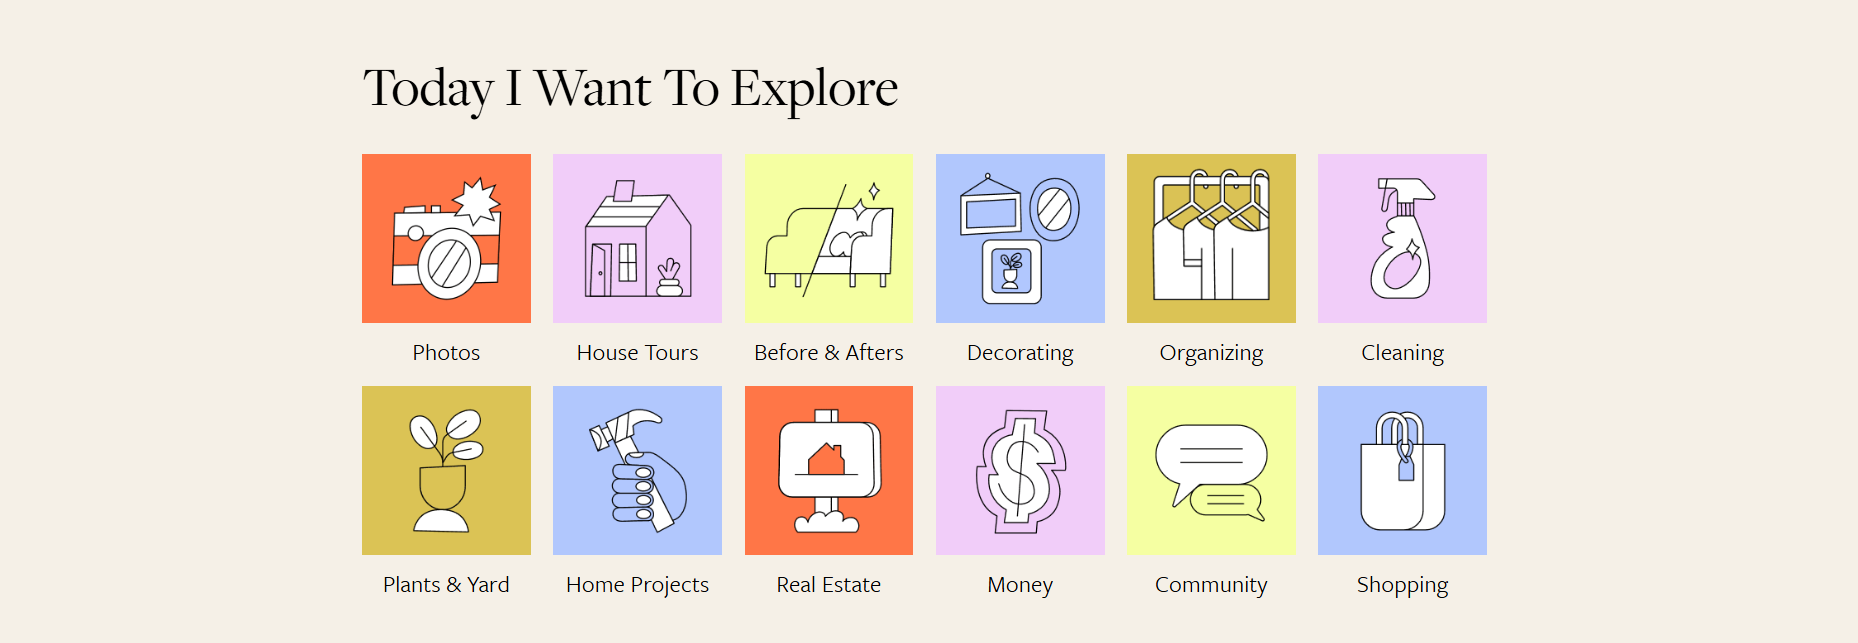 Today I Want To Explore
Photos
House Tours
Before & Afters
Decorating
Organizing
Cleaning
Plants & Yard
Home Projects
Real Estate
Money
Community
Shopping